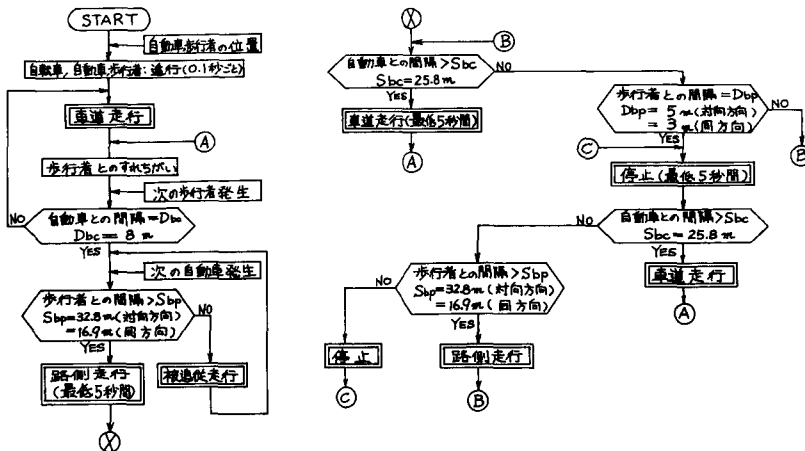 START
自動車,歩行者の位置
自転車,自動車,歩行者:進行(0.1秒ごと)
車道走行
A
歩行者とのすれちがい
次の歩行者発生
自動車との間隔=Dbc
Dbc= 8 m
NO
YES
次の自動車発生
歩行者との間隔>Sbp
Sbp=32.8m(対向方向)
=16.9m(同方向)
NO
YES
路側走行
(最低5秒間)
被追従走行
X
X
B
自動車との間隔>Sbc
Sbc=25.8m
NO
YES
車道走行(最低5秒間)
A
歩行者との間隔=Dbp
Dbp= 5 m(対向方向)
= 3 m(同方向)
NO
YES
B
C
停止(最低5秒間)
自動車との間隔>Sbc
Sbc=25.8m
NO
YES
車道走行
A
歩行者との間隔>Sbp
Sbp=32.8m(対向方向)
=16.9m(同方向)
NO
YES
停止
路側走行
C
B